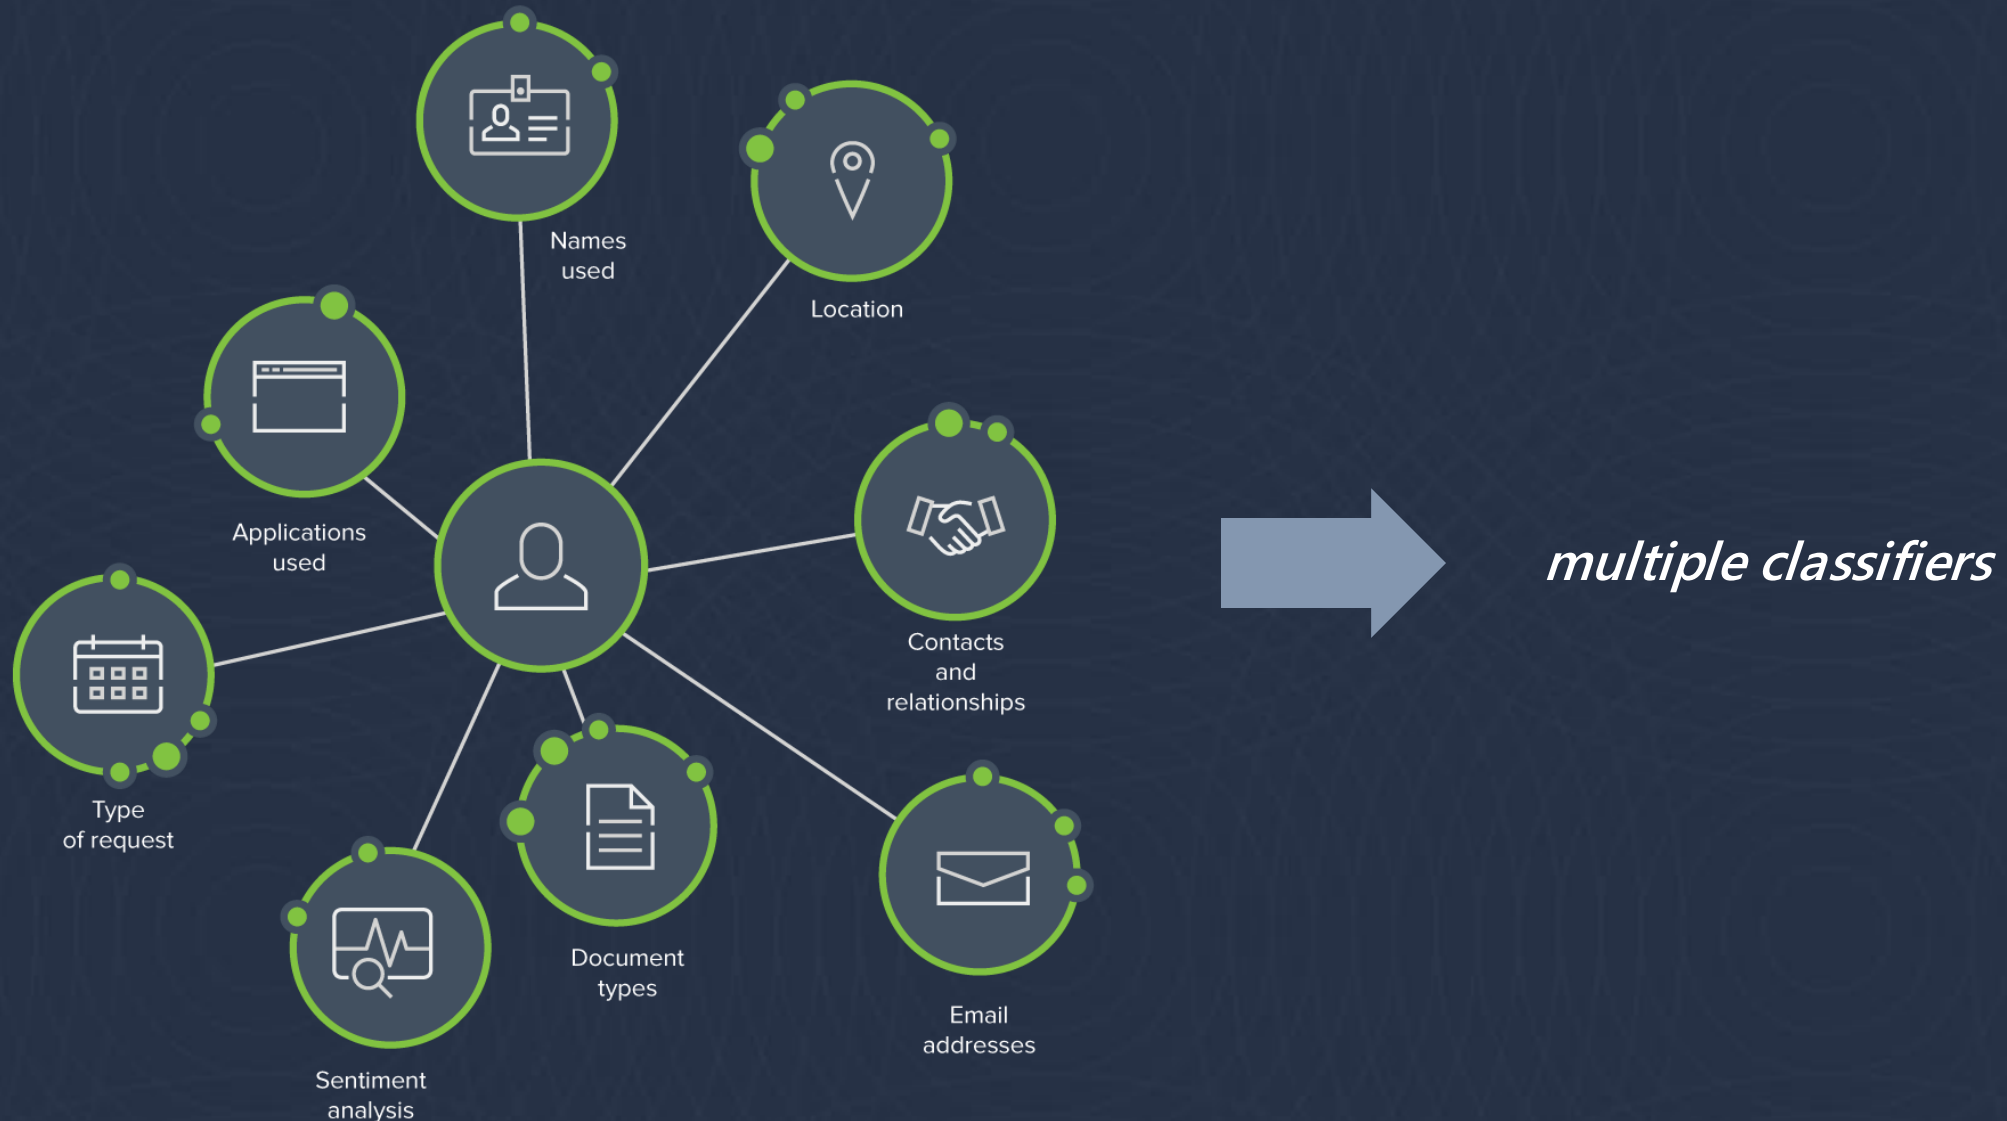 Names
used
Location
Applications
used
Contacts
and
relationships
multiple classifiers
Type
of request
Document
types
Email
addresses
Sentiment
analysis